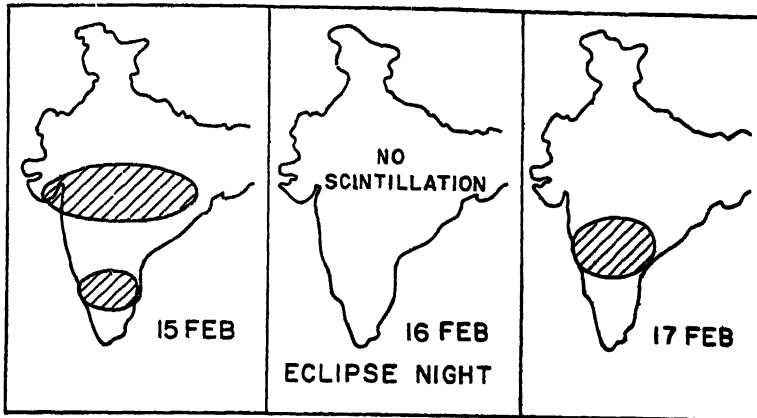 15 FEB
NO
SCINTILLATION
16 FEB
ECLIPSE NIGHT
17 FEB